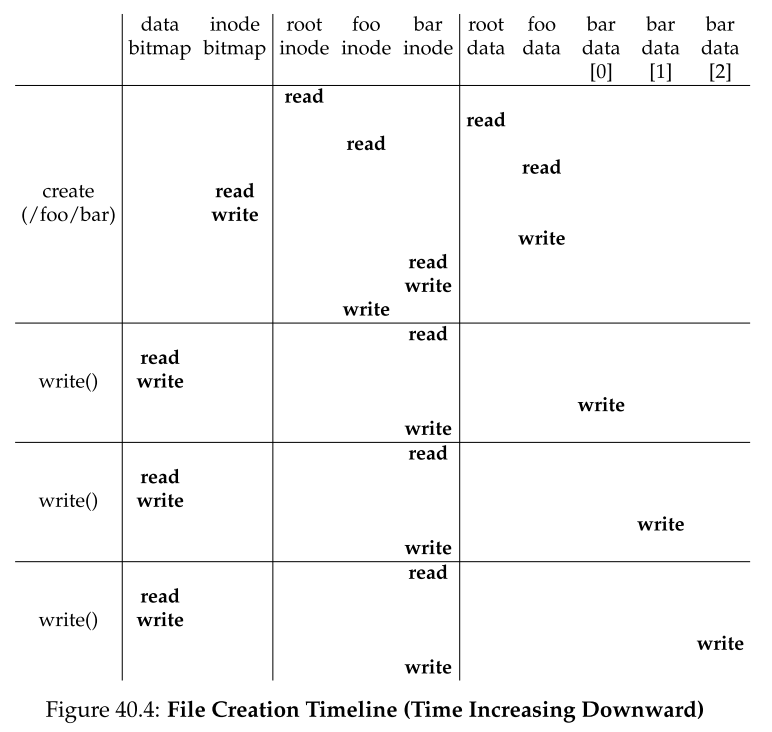 data inode root foo bar root foo bar bar bar
bitmap bitmap inode inode inode data data data data data
[0] [1] [2]
read
read
read
read
create read
(/foo/bar) write
write
read
write
write
read
read
write() write
write
write
read
read
write() write
write
write
read
read
write() write
write
write
Figure 40.4: File Creation Timeline (Time Increasing Downward)